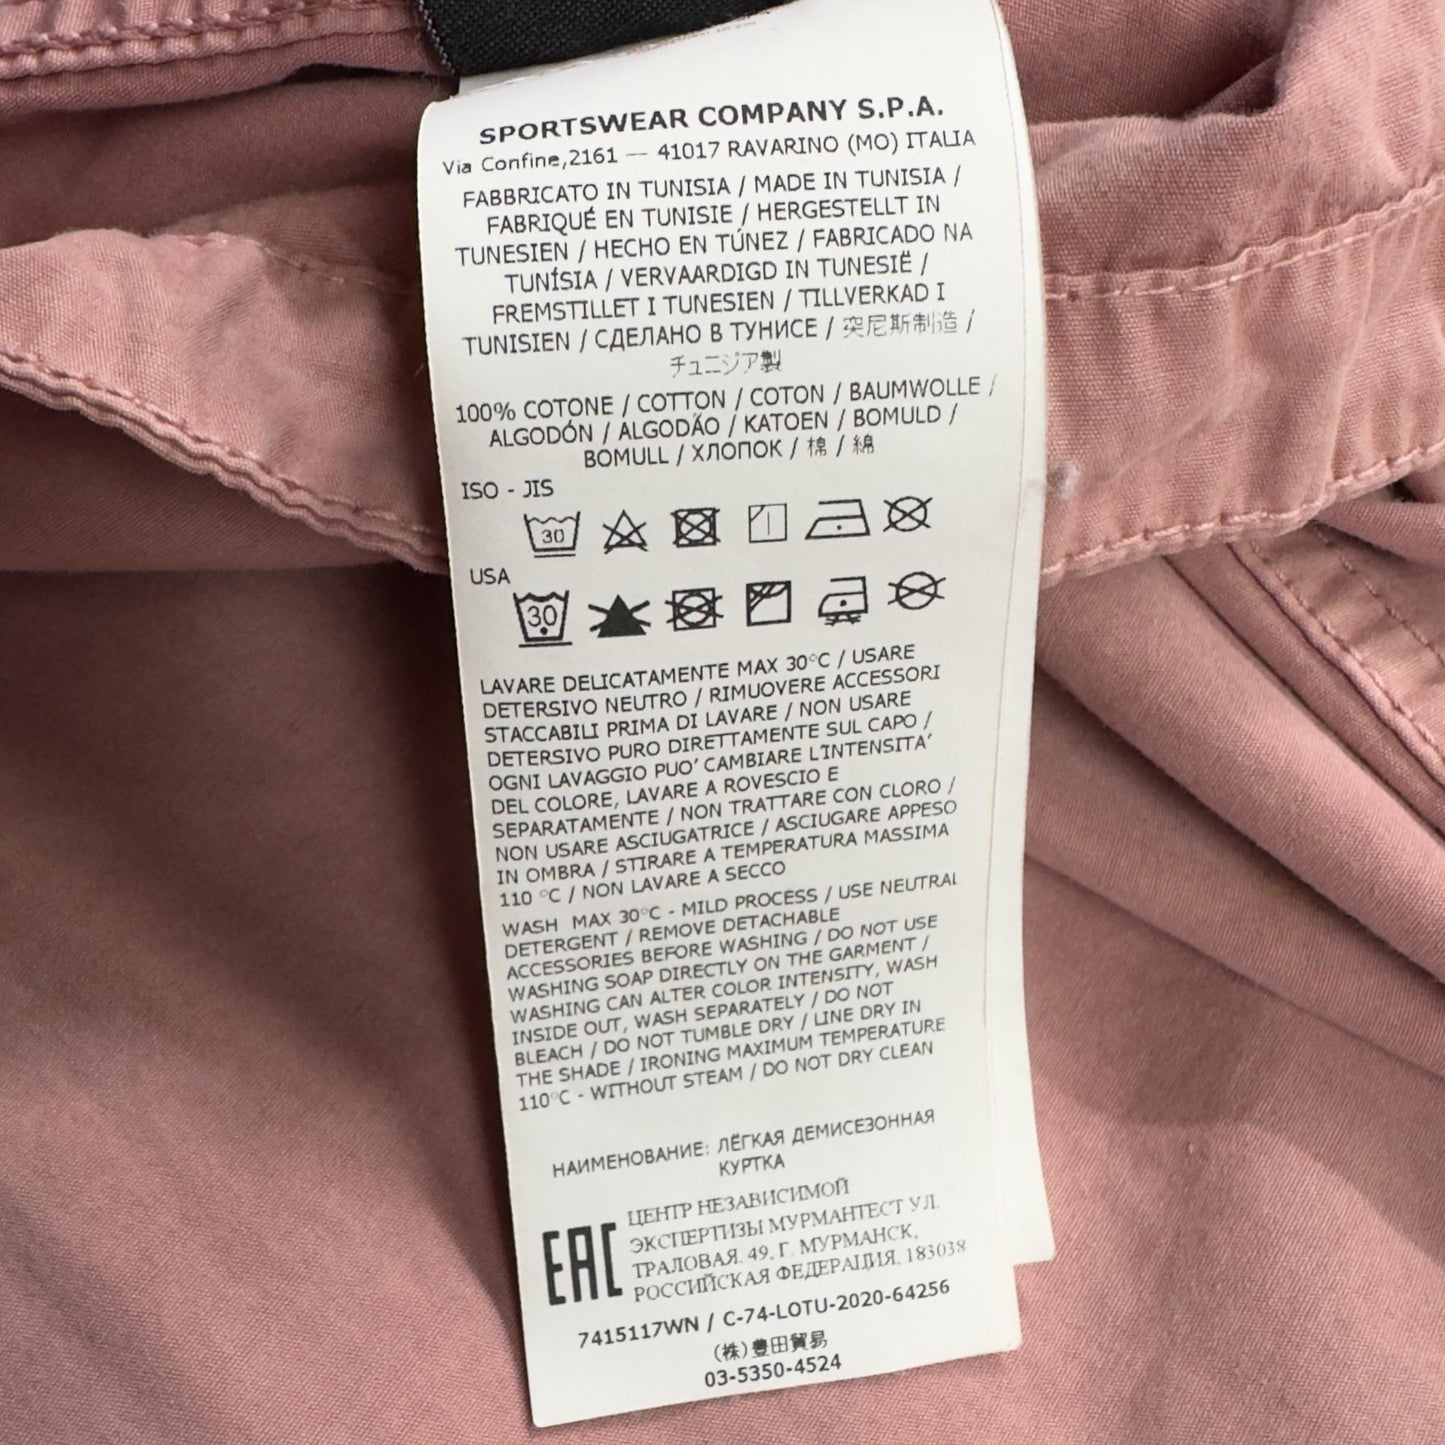 SPORTSWEAR COMPANY S.P.A.
Via Confine,2161 — 41017 RAVARINO (MO) ITALIA
FABBRICATO IN TUNISIA / MADE IN TUNISIA /
FABRIQUÉ EN TUNISIE / HERGESTELLT IN
TUNESIEN / HECHO EN TÚNEZ / FABRICADO NA
TUNÍSIA / VERVAARDIGD IN TUNESIË /
FREMSTILLET I TUNESIEN / TILLVERKAD I
TUNISIEN / СДЕЛАНО В ТУНИСЕ / 突尼斯制造 /
チュニジア製
100% COTONE / COTTON / COTON / BAUMWOLLE /
ALGODÓN / ALGODÃO / KATOEN / BOMULD /
BOMULL / ХЛОПОК / 棉 / 綿
ISO - JIS
30
USA
30
LAVARE DELICATAMENTE MAX 30°C / USARE
DETERSIVO NEUTRO / RIMUOVERE ACCESSORI
STACCABILI PRIMA DI LAVARE / NON USARE
DETERSIVO PURO DIRETTAMENTE SUL CAPO /
OGNI LAVAGGIO PUO' CAMBIARE L'INTENSITA'
DEL COLORE, LAVARE A ROVESCIO E
SEPARATAMENTE / NON TRATTARE CON CLORO /
NON USARE ASCIUGATRICE / ASCIUGARE APPESO
IN OMBRA / STIRARE A TEMPERATURA MASSIMA
110 °C / NON LAVARE A SECCO
WASH MAX 30°C - MILD PROCESS / USE NEUTRAL
DETERGENT / REMOVE DETACHABLE
ACCESSORIES BEFORE WASHING / DO NOT USE
WASHING SOAP DIRECTLY ON THE GARMENT /
WASHING CAN ALTER COLOR INTENSITY, WASH
INSIDE OUT, WASH SEPARATELY / DO NOT
BLEACH / DO NOT TUMBLE DRY / LINE DRY IN
THE SHADE / IRONING MAXIMUM TEMPERATURE
110°C - WITHOUT STEAM / DO NOT DRY CLEAN
НАИМЕНОВАНИЕ: ЛЁГКАЯ ДЕМИСЕЗОННАЯ
КУРТКА
EAC
ЦЕНТР НЕЗАВИСИМОЙ
ЭКСПЕРТИЗЫ МУРМАНТЕСТ УЛ.
ТРАЛОВАЯ. 49, Г. МУРМАНСК,
РОССИЙСКАЯ ФЕДЕРАЦИЯ, 183038
7415117WN / C-74-LOTU-2020-64256
(株)豊田貿易
03-5350-4524